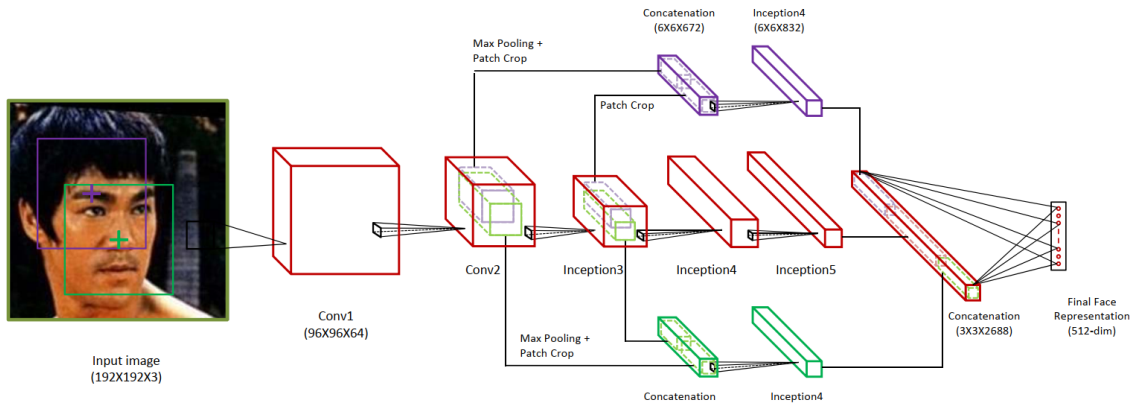 Concatenation
(6X6X672)
Inception4
(6X6X832)
Max Pooling +
Patch Crop
Patch Crop
Conv2
Inception3
Inception4
Inception5
Conv1
(96X96X64)
Concatenation
(3X3X2688)
Final Face
Representation
(512-dim)
Max Pooling +
Patch Crop
Input image
(192X192X3)
Concatenation
Inception4